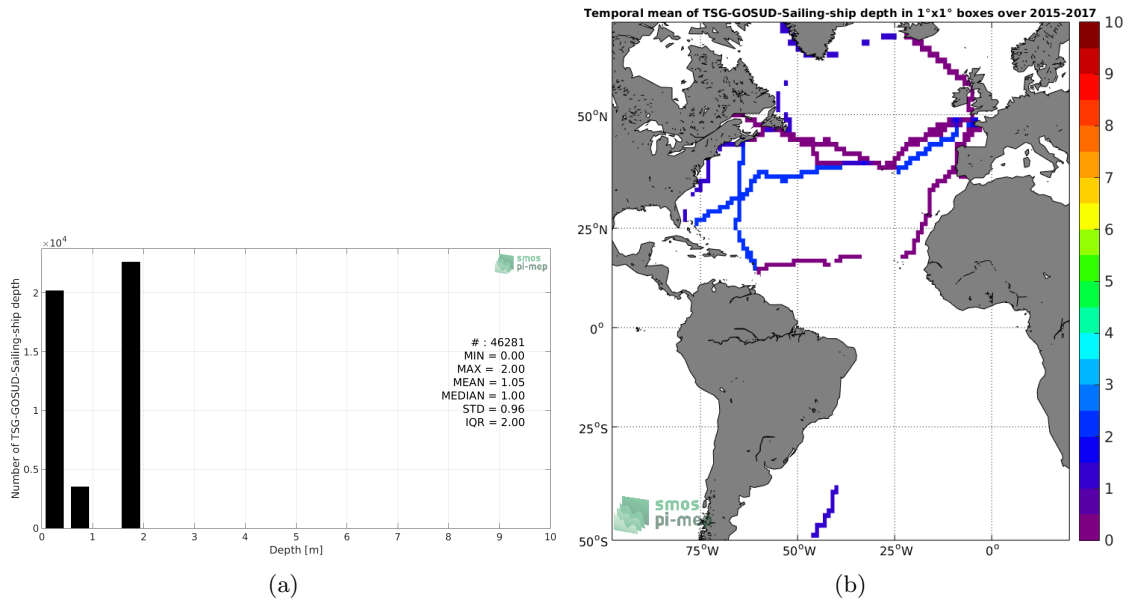 ×10⁴
2
1.5
1
0.5
0
Number of TSG-GOSUD-Sailing-ship depth
smos
pi-mep
# : 46281
MIN = 0.00
MAX = 2.00
MEAN = 1.05
MEDIAN = 1.00
STD = 0.96
IQR = 2.00
0 1 2 3 4 5 6 7 8 9 10
Depth [m]
(a)
Temporal mean of TSG-GOSUD-Sailing-ship depth in 1°x1° boxes over 2015-2017
50°N
25°N
0°
25°S
50°S
75°W 50°W 25°W 0°
smos
pi-mep
10
9
8
7
6
5
4
3
2
1
0
(b)